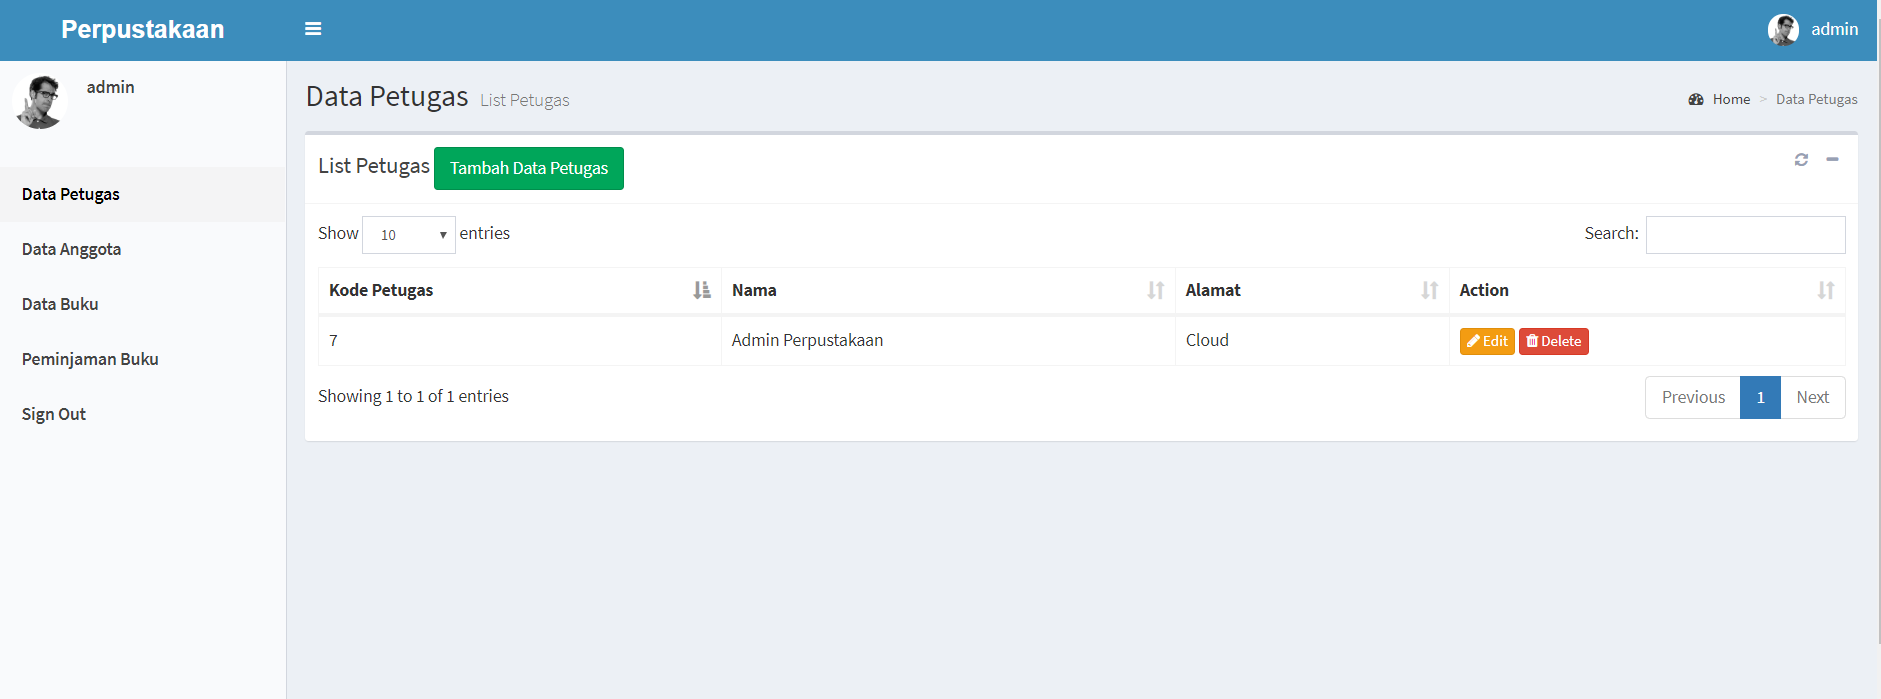 Perpustakaan
admin
admin
Data Petugas
Data Anggota
Data Buku
Peminjaman Buku
Sign Out
Data Petugas List Petugas
Home > Data Petugas
List Petugas Tambah Data Petugas
Show 10 entries
Search:
Kode Petugas Nama Alamat Action
7 Admin Perpustakaan Cloud Edit Delete
Showing 1 to 1 of 1 entries
Previous 1 Next